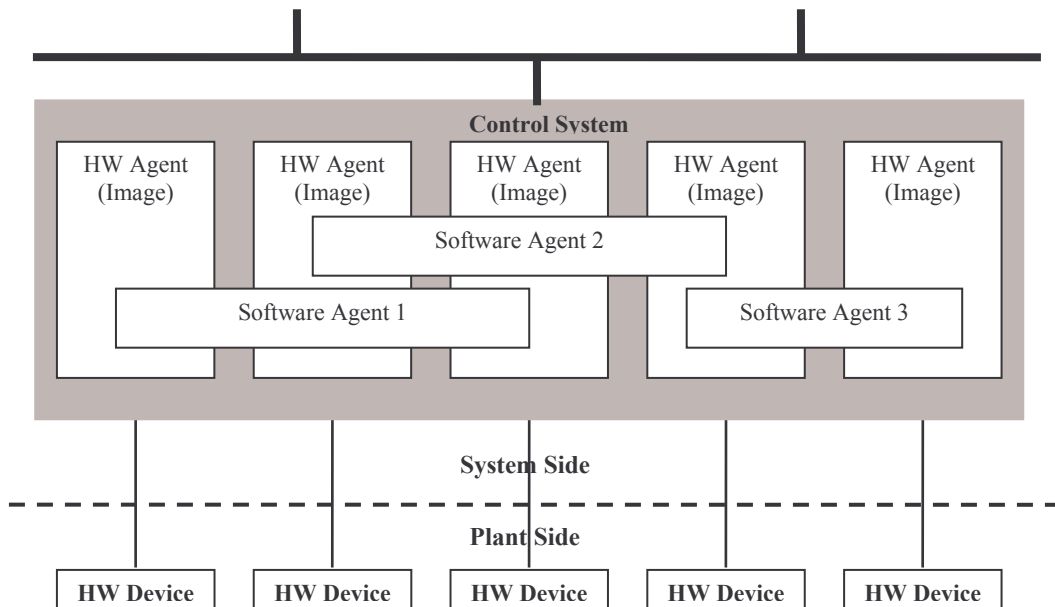 Control System
HW Agent
(Image)
HW Agent
(Image)
HW Agent
(Image)
HW Agent
(Image)
HW Agent
(Image)
Software Agent 2
Software Agent 1
Software Agent 3
System Side
Plant Side
HW Device
HW Device
HW Device
HW Device
HW Device